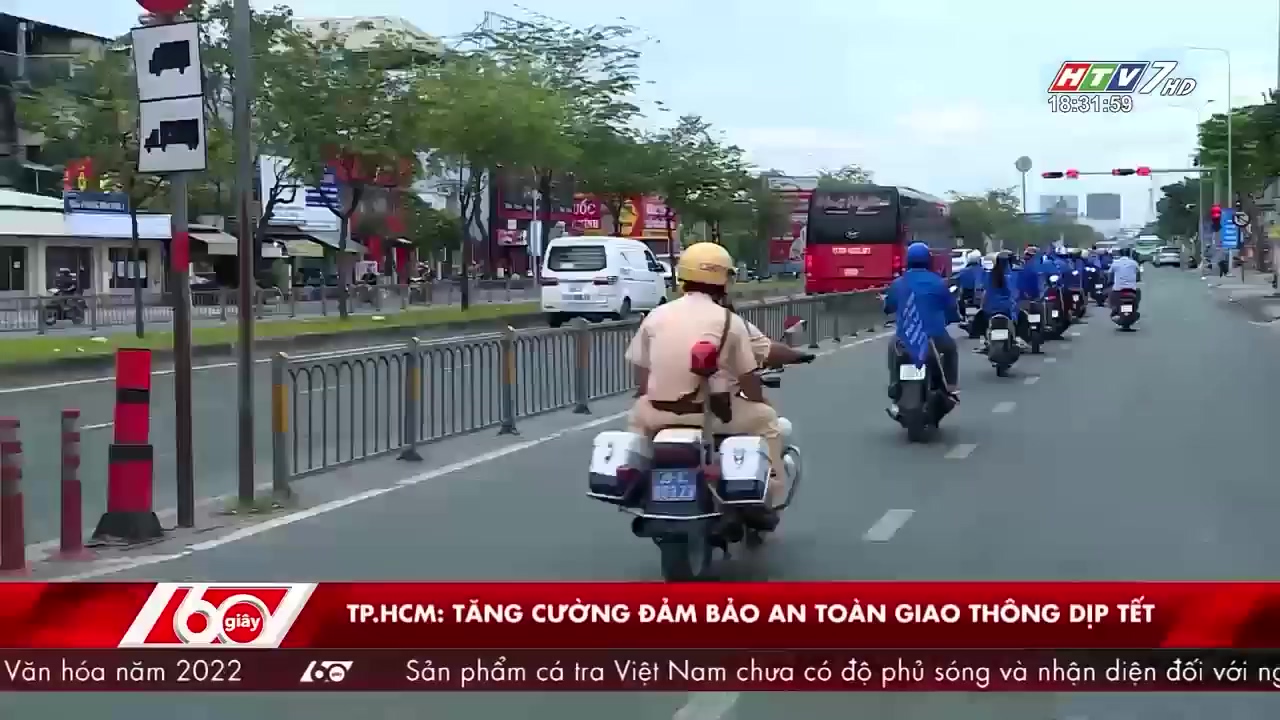 HTV7 HD
18:31:59
60 giây
TP.HCM: TĂNG CƯỜNG ĐẢM BẢO AN TOÀN GIAO THÔNG DỊP TẾT
Văn hóa năm 2022
60
Sản phẩm cá tra Việt Nam chưa có độ phủ sóng và nhận diện đối với